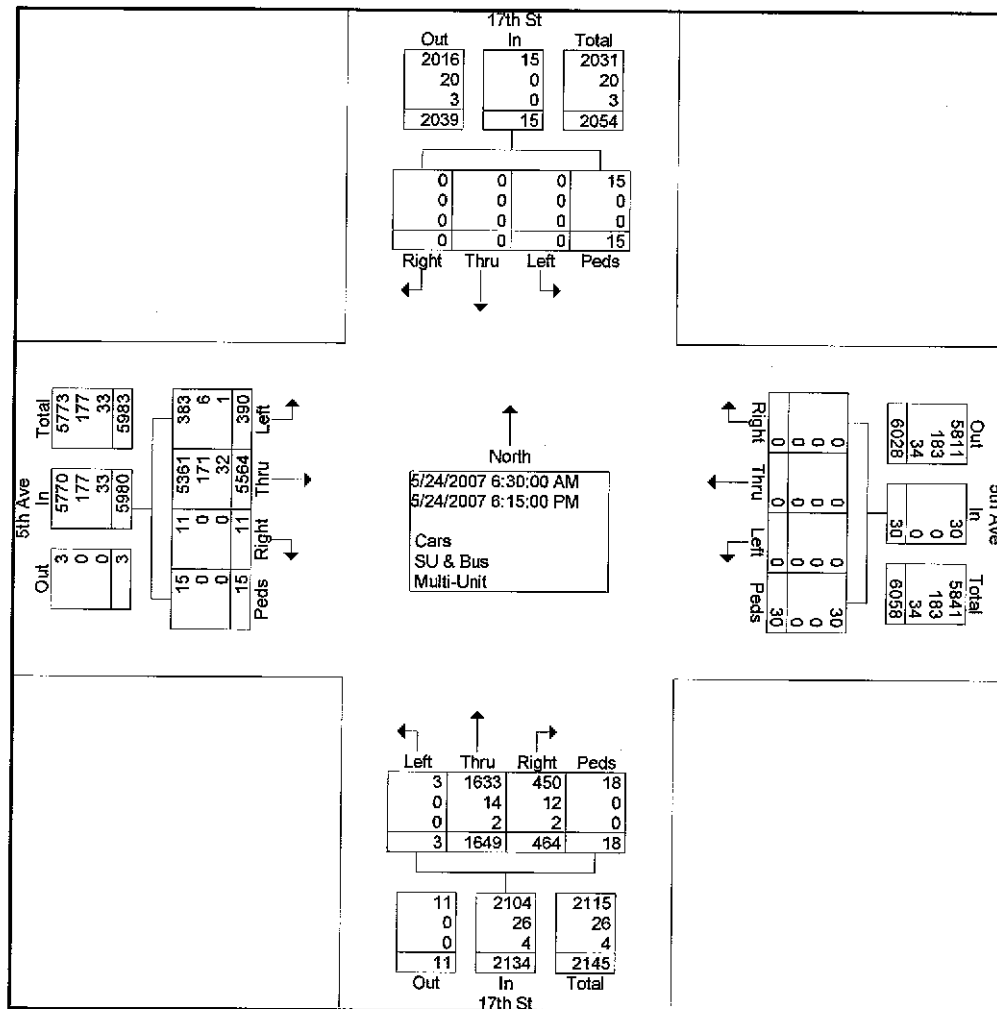 17th St
Out In Total
2016 15 2031
20 0 20
3 0 3
2039 15 2054
0 0 0 15
0 0 0 0
0 0 0 0
0 0 0 15
Right Thru Left Peds
5th Ave
Total
5773
177
33
5983
In
5770
177
33
5980
Out
3
0
0
3
383 6 1 390
Left
5361 171 32 5564
Thru
11 0 0 11
Right
15 0 0 15
Peds
North
5/24/2007 6:30:00 AM
5/24/2007 6:15:00 PM
Cars
SU & Bus
Multi-Unit
Right
0 0 0 0
Thru
0 0 0 0
Left
0 0 0 0
Peds
30 0 0 30
Out
5811
183
34
6028
In
30
0
0
30
Total
5841
183
34
6058
5th Ave
Left Thru Right Peds
3 1633 450 18
0 14 12 0
0 2 2 0
3 1649 464 18
11 2104 2115
0 26 26
0 4 4
11 2134 2145
Out In Total
17th St